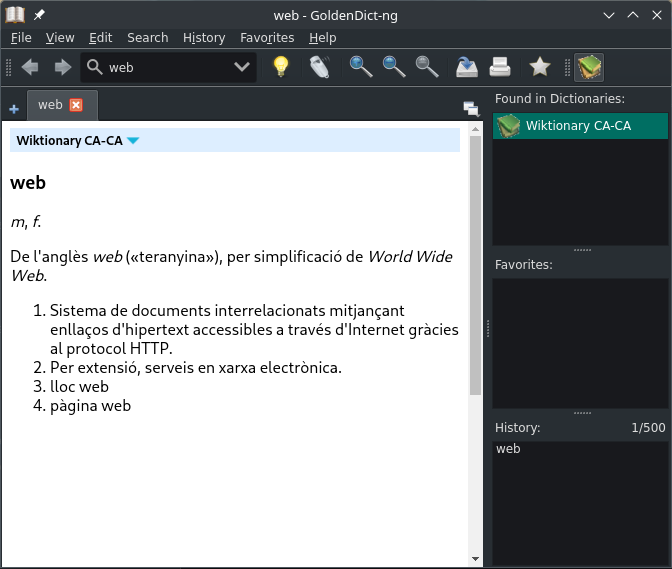 web - GoldenDict-ng
File View Edit Search History Favorites Help
web
web
Found in Dictionaries:
Wiktionary CA-CA
Wiktionary CA-CA
web
m, f.
De l'anglès web («teranyina»), per simplificació de World Wide
Web.
1. Sistema de documents interrelacionats mitjançant
enllaços d'hipertext accessibles a través d'Internet gràcies
al protocol HTTP.
2. Per extensió, serveis en xarxa electrònica.
3. lloc web
4. pàgina web
Favorites:
History: 1/500
web